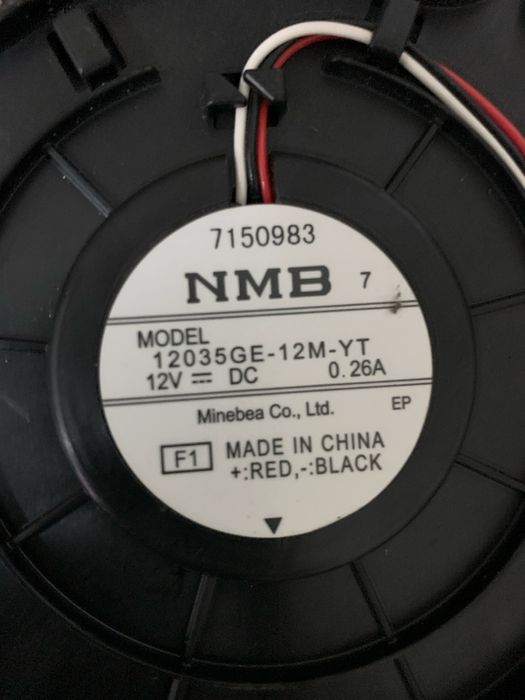 7150983
NMB 7
MODEL
12035GE-12M-YT
12V ⎓ DC 0.26A
Minebea Co., Ltd. EP
F1 MADE IN CHINA
+:RED,-:BLACK